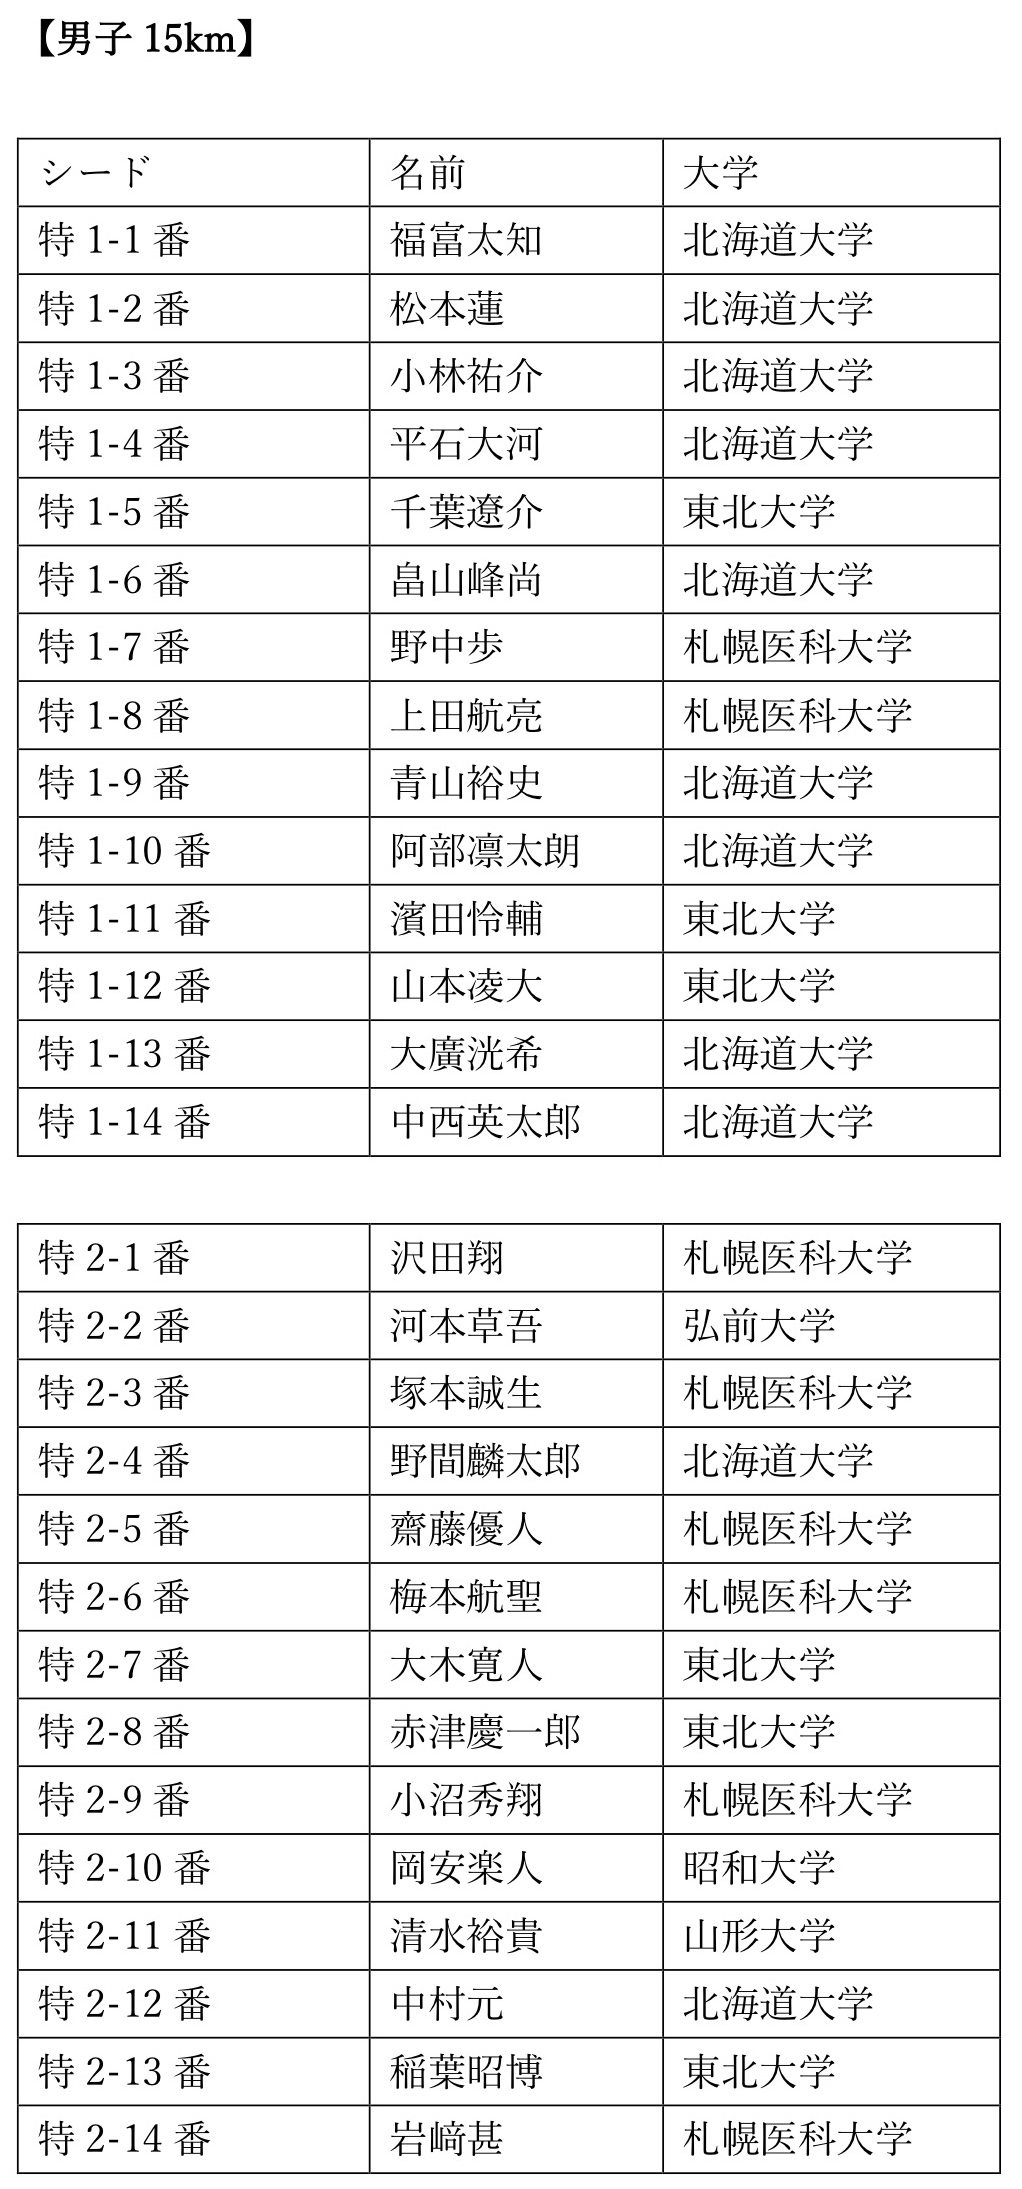 【男子 15km】
シード 名前 大学
特 1-1 番 福富太知 北海道大学
特 1-2 番 松本蓮 北海道大学
特 1-3 番 小林祐介 北海道大学
特 1-4 番 平石大河 北海道大学
特 1-5 番 千葉遼介 東北大学
特 1-6 番 畠山峰尚 北海道大学
特 1-7 番 野中歩 札幌医科大学
特 1-8 番 上田航亮 札幌医科大学
特 1-9 番 青山裕史 北海道大学
特 1-10 番 阿部凛太朗 北海道大学
特 1-11 番 濱田怜輔 東北大学
特 1-12 番 山本凌大 東北大学
特 1-13 番 大廣洸希 北海道大学
特 1-14 番 中西英太郎 北海道大学
特 2-1 番 沢田翔 札幌医科大学
特 2-2 番 河本草吾 弘前大学
特 2-3 番 塚本誠生 札幌医科大学
特 2-4 番 野間麟太郎 北海道大学
特 2-5 番 齋藤優人 札幌医科大学
特 2-6 番 梅本航聖 札幌医科大学
特 2-7 番 大木寛人 東北大学
特 2-8 番 赤津慶一郎 東北大学
特 2-9 番 小沼秀翔 札幌医科大学
特 2-10 番 岡安楽人 昭和大学
特 2-11 番 清水裕貴 山形大学
特 2-12 番 中村元 北海道大学
特 2-13 番 稲葉昭博 東北大学
特 2-14 番 岩﨑甚 札幌医科大学